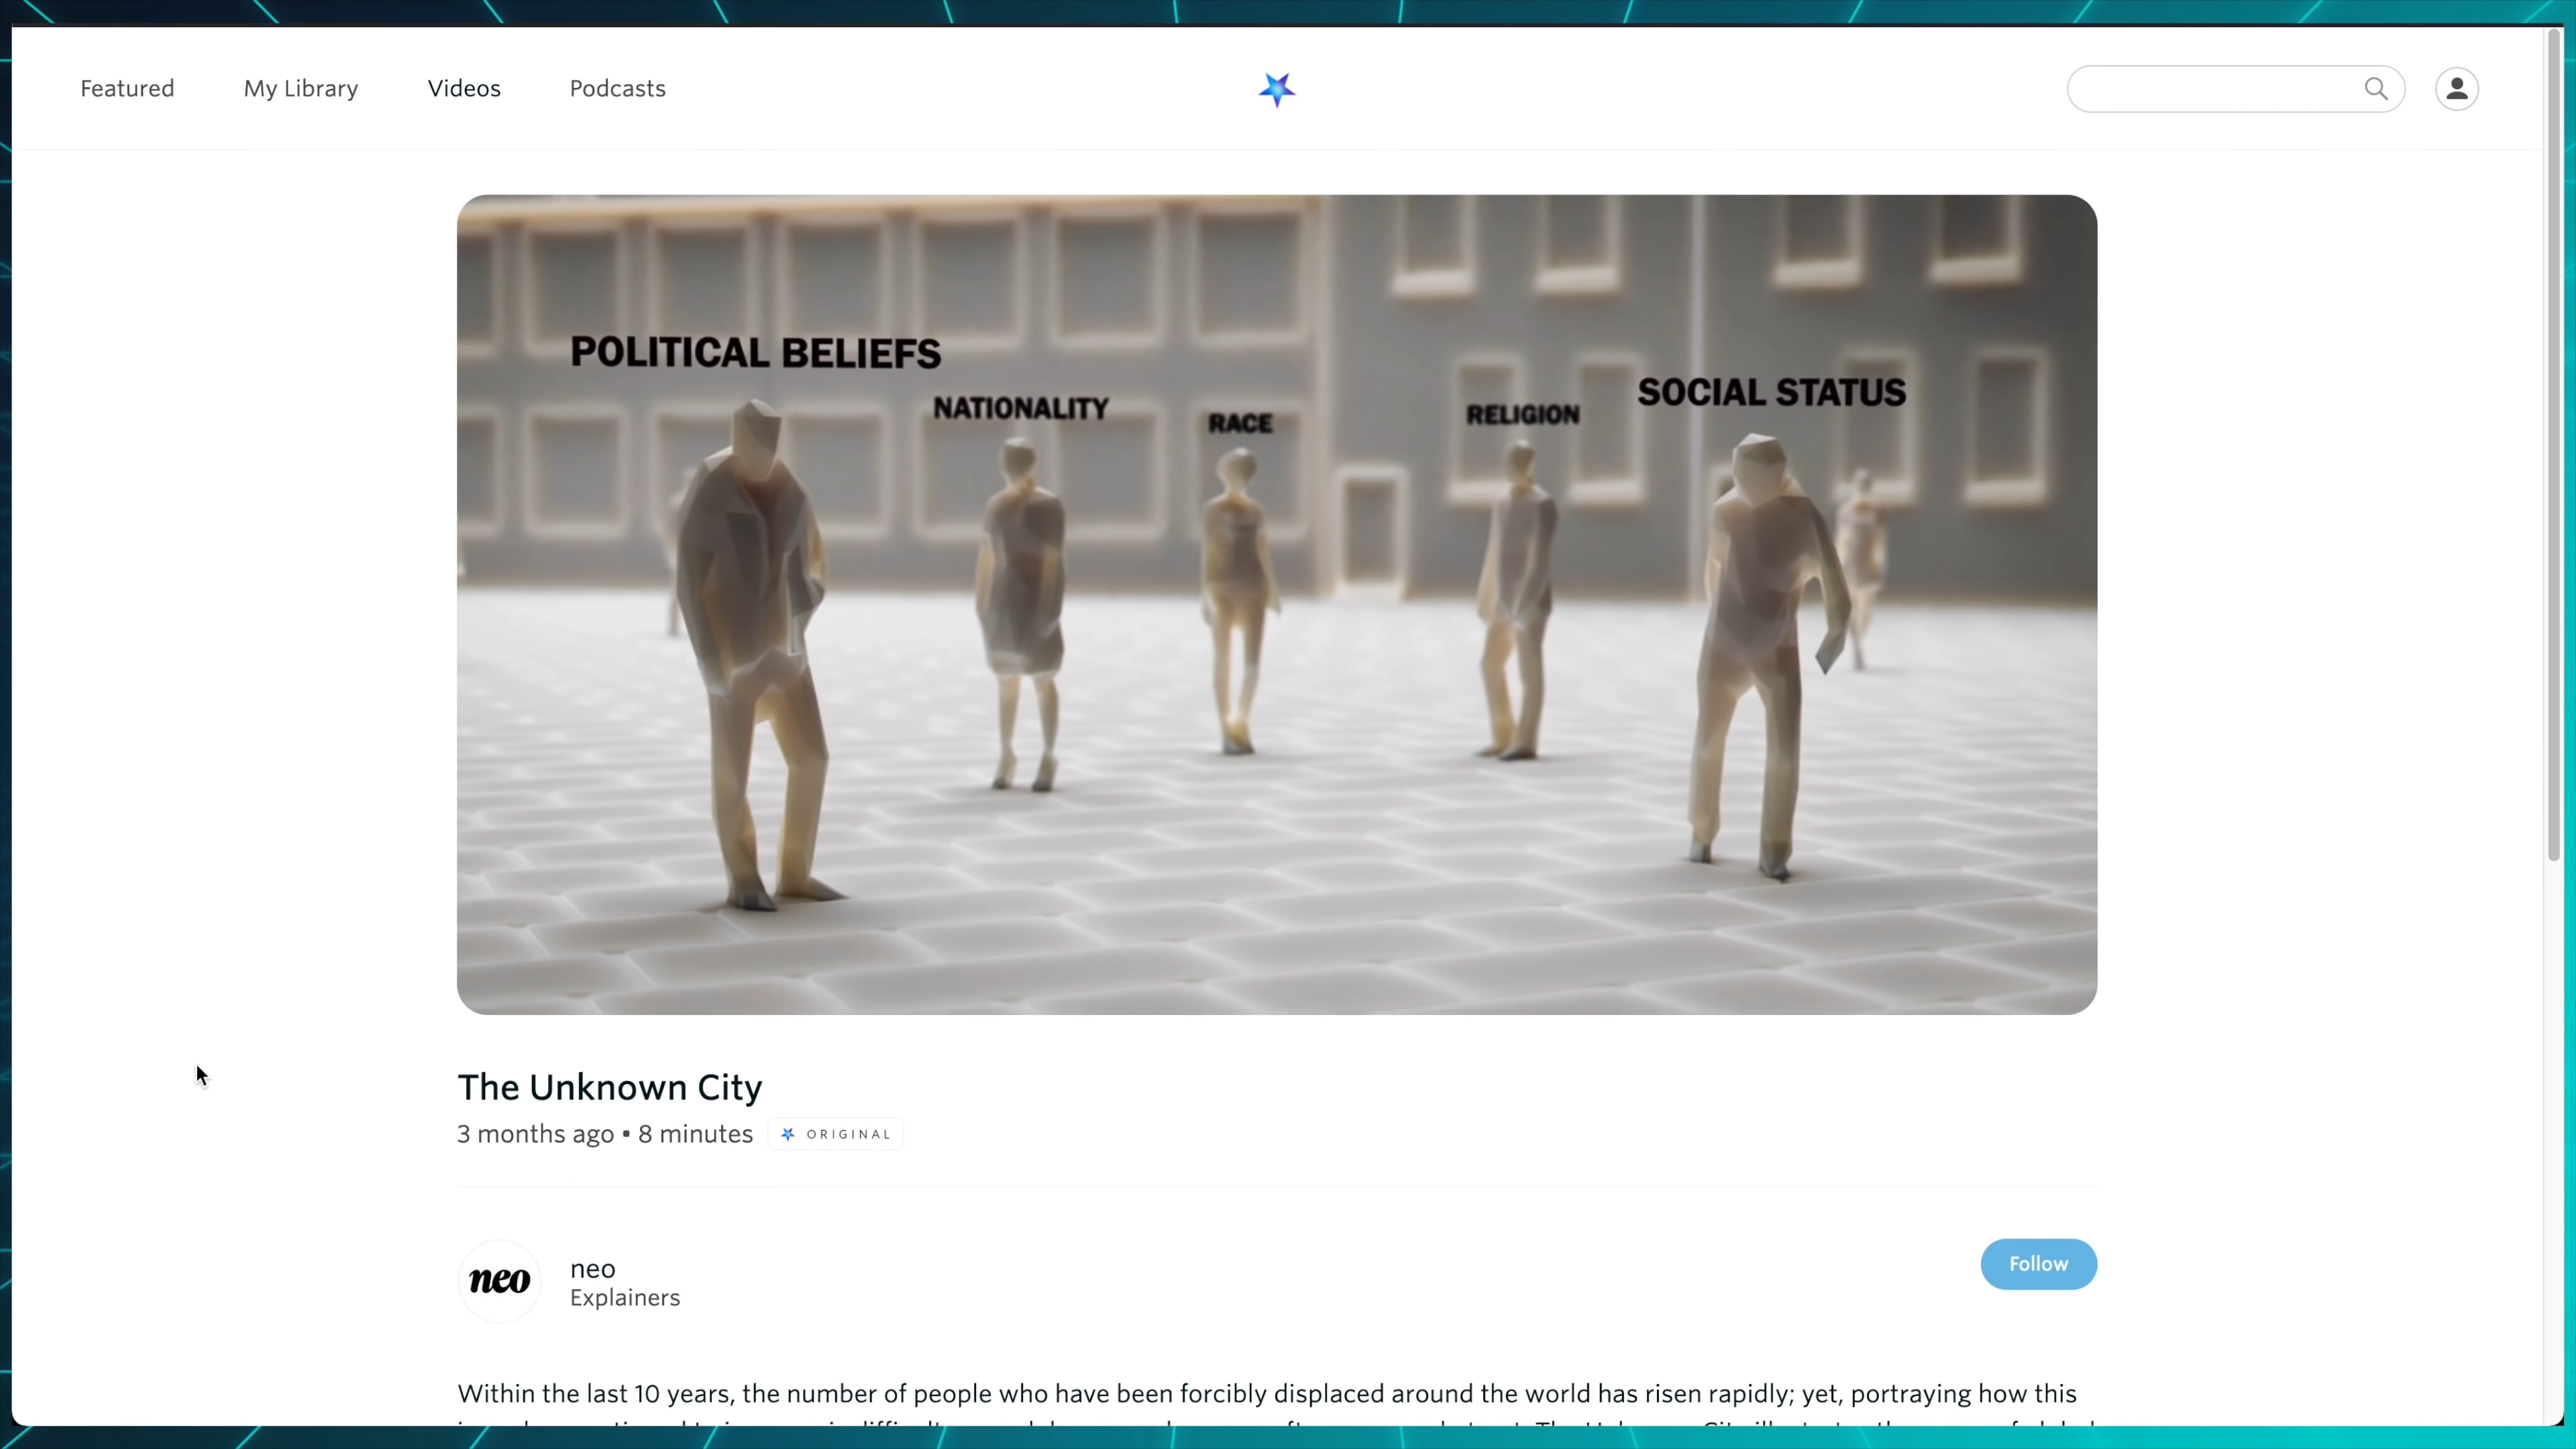 Featured My Library Videos Podcasts
POLITICAL BELIEFS
NATIONALITY
RACE
RELIGION
SOCIAL STATUS
The Unknown City
3 months ago • 8 minutes ORIGINAL
neo
neo
Explainers
Follow
Within the last 10 years, the number of people who have been forcibly displaced around the world has risen rapidly; yet, portraying how this